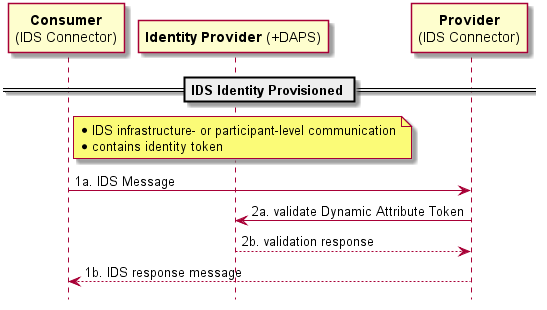 Consumer
(IDS Connector)
Identity Provider (+DAPS)
Provider
(IDS Connector)
IDS Identity Provisioned
• IDS infrastructure- or participant-level communication
• contains identity token
1a. IDS Message
2a. validate Dynamic Attribute Token
2b. validation response
1b. IDS response message